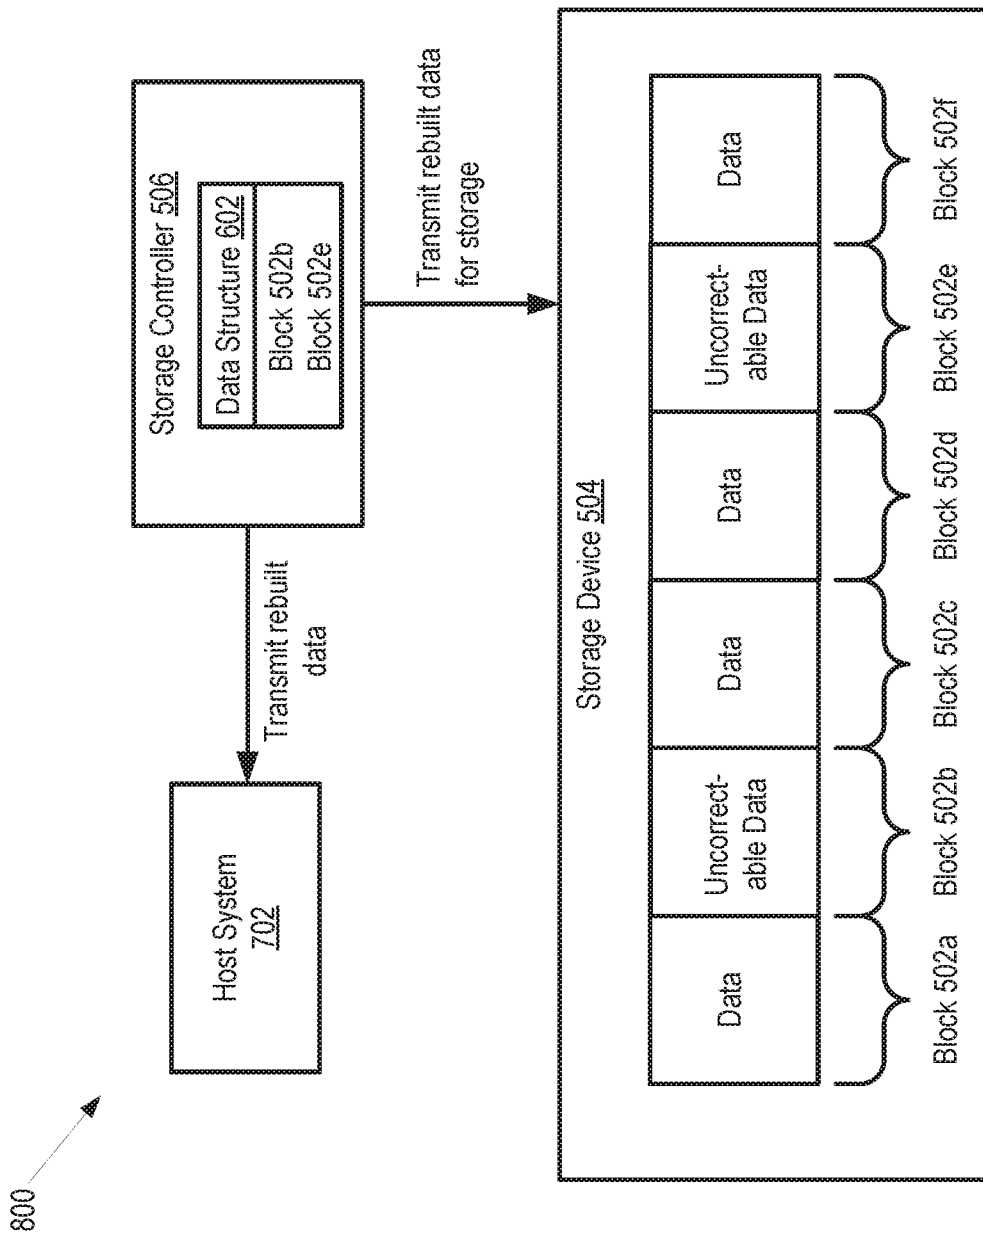 800
Host System
702
Transmit rebuilt
data
Storage Controller 506
Data Structure 602
Block 502b
Block 502e
Transmit rebuilt data
for storage
Storage Device 504
Data
Uncorrect-
able Data
Data
Data
Uncorrect-
able Data
Data
Block 502a
Block 502b
Block 502c
Block 502d
Block 502e
Block 502f